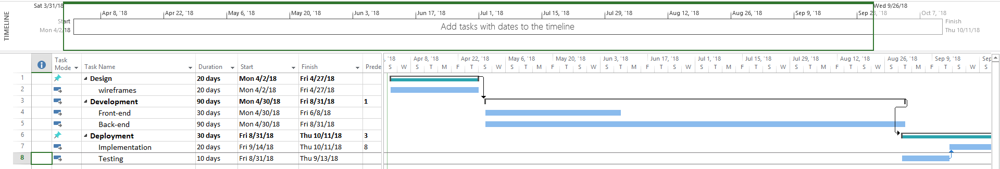 TIMELINE
Sat 3/31/18 Wed 9/26/18
Apr 8, '18 Apr 22, '18 May 6, '18 May 20, '18 Jun 3, '18 Jun 17, '18 Jul 1, '18 Jul 15, '18 Jul 29, '18 Aug 12, '18 Aug 26, '18 Sep 9, '18 Sep 23, '18 Oct 7, '18
Start
Mon 4/2/18
Add tasks with dates to the timeline
Finish
Thu 10/11/18
Task Mode Task Name Duration Start Finish Prede
, '18 Apr 8, '18 Apr 22, '18 May 6, '18 May 20, '18 Jun 3, '18 Jun 17, '18 Jul 1, '18 Jul 15, '18 Jul 29, '18 Aug 12, '18 Aug 26, '18 Sep 9, '18 Sep
S W S T M F T S W S T M F T S W S T M F T S W S T M F T S W S T M F T S W S
1 Design 20 days Mon 4/2/18 Fri 4/27/18
2 wireframes 20 days Mon 4/2/18 Fri 4/27/18
3 Development 90 days Mon 4/30/18 Fri 8/31/18 1
4 Front-end 30 days Mon 4/30/18 Fri 6/8/18
5 Back-end 90 days Mon 4/30/18 Fri 8/31/18
6 Deployment 30 days Fri 8/31/18 Thu 10/11/18 3
7 Implementation 20 days Fri 9/14/18 Thu 10/11/18 8
8 Testing 10 days Fri 8/31/18 Thu 9/13/18